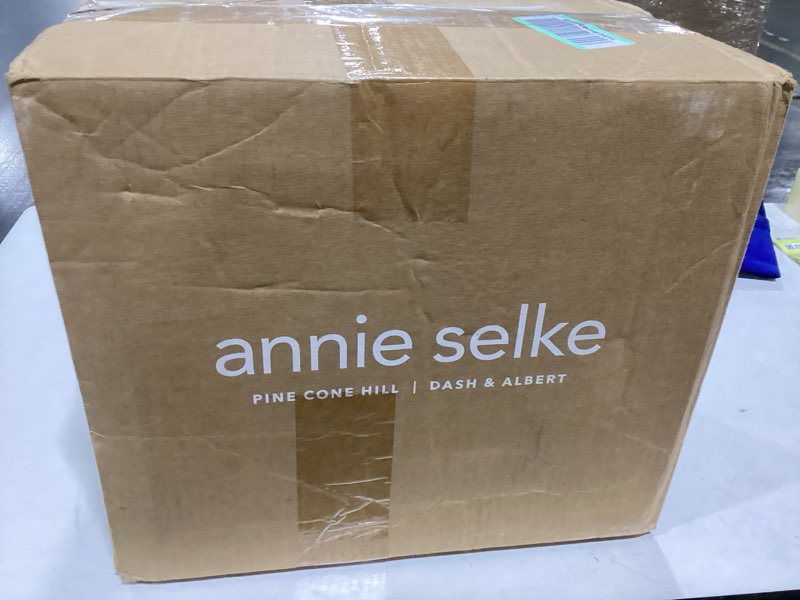 annie selke
PINE CONE HILL | DASH & ALBERT